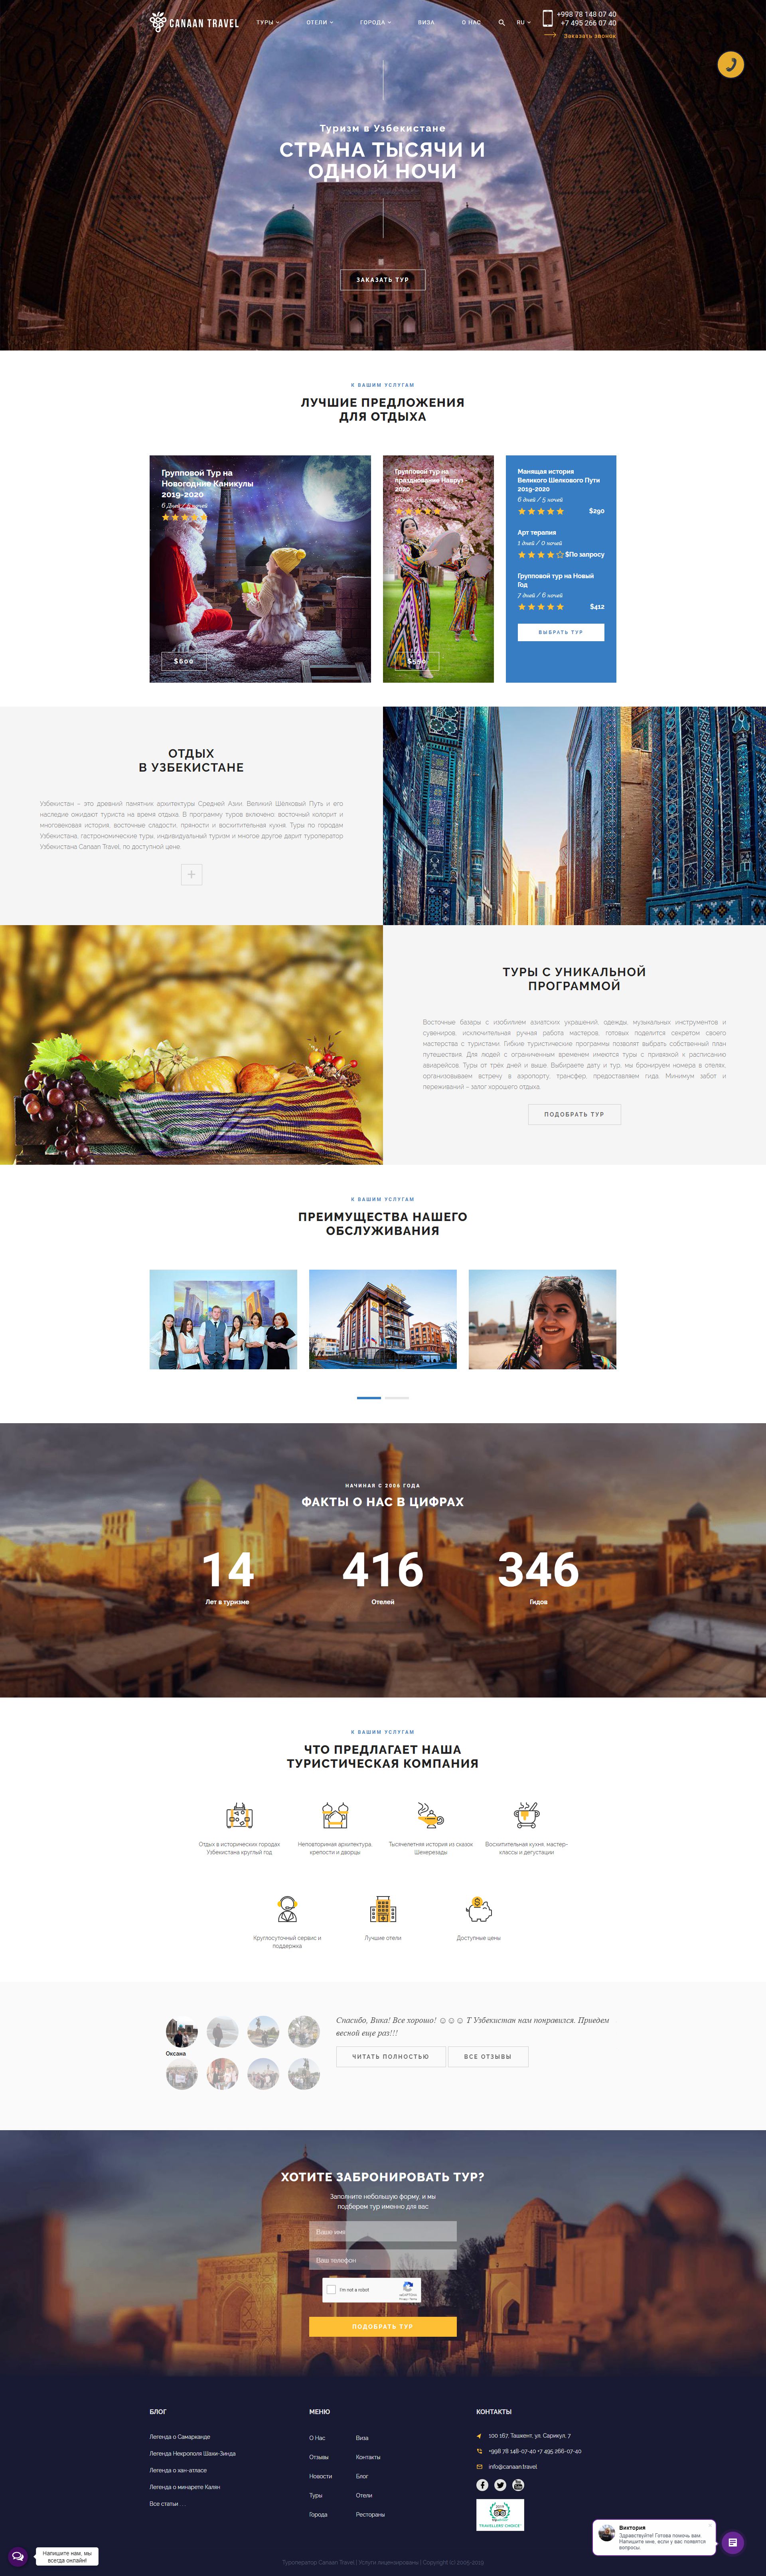 CANAAN TRAVEL
ТУРЫ
ОТЕЛИ
ГОРОДА
ВИЗА
О НАС
RU
+998 78 148 07 40
+7 495 266 07 40
Заказать звонок
Туризм в Узбекистане
СТРАНА ТЫСЯЧИ И
ОДНОЙ НОЧИ
ЗАКАЗАТЬ ТУР
К ВАШИМ УСЛУГАМ
ЛУЧШИЕ ПРЕДЛОЖЕНИЯ
ДЛЯ ОТДЫХА
Групповой Тур на
Новогодние Каникулы
2019-2020
6 Дней /
$600
Групповой тур на
празднование Навруз -
2020
Манящая история
Великого Шелкового Пути
2019-2020
6 дней / 5 ночей
$290
Арт терапия
1 дней / 0 ночей
$По запросу
Групповой тур на Новый
Год
7 дней / 6 ночей
$412
ВЫБРАТЬ ТУР
ОТДЫХ
В УЗБЕКИСТАНЕ
Узбекистан - это древний памятник архитектуры Средней Азии. Великий Шёлковый Путь и его
наследие ожидают туриста на время отдыха. В программу туров включено: восточный колорит и
многовековая история, восточные сладости, пряности и восхитительная кухня. Туры по городам
Узбекистана, гастрономические туры, индивидуальный туризм и многое другое дарит туроператор
Узбекистана Canaan Travel, по доступной цене.
ТУРЫ С УНИКАЛЬНОЙ
ПРОГРАММОЙ
Восточные базары с изобилием азиатских украшений, одежды, музыкальных инструментов и
сувениров, исключительная ручная работа мастеров, готовых поделится секретом своего
мастерства с туристами. Гибкие туристические программы позволят выбрать собственный план
путешествия. Для людей с ограниченным временем имеются туры с привязкой к расписанию
авиарейсов. Туры от трёх дней и выше. Выбираете дату и тур, мы бронируем номера в отелях,
организовываем встречу в аэропорту, трансфер, предоставляем гида. Минимум забот и
переживаний – залог хорошего отдыха.
ПОДОБРАТЬ ТУР
К ВАШИМ УСЛУГАМ
ПРЕИМУЩЕСТВА НАШЕГО
ОБСЛУЖИВАНИЯ
НАЧИНАЯ С 2006 ГОДА
ФАКТЫ О НАС В ЦИФРАХ
14
416
346
Лет в туризме
Отелей
Гидов
К ВАШИМ УСЛУГАМ
ЧТО ПРЕДЛАГАЕТ НАША
ТУРИСТИЧЕСКАЯ КОМПАНИЯ
Отдых в исторических городах
Узбекистана круглый год
Неповторимая архитектура,
крепости и дворцы
Тысячелетняя история из сказок
Шехерезады
Восхитительная кухня, мастер-
классы и дегустации
Круглосуточный сервис и
поддержка
Лучшие отели
Доступные цены
Оксана
Спасибо, Вика! Все хорошо! ☺☺☺ Т Узбекистан нам понравился. Приедем
весной еще раз!!!
ЧИТАТЬ ПОЛНОСТЬЮ
ВСЕ ОТЗЫВЫ
ХОТИТЕ ЗАБРОНИРОВАТЬ ТУР?
Заполните небольшую форму, и мы
подберем тур именно для вас
Ваше имя
Ваш телефон
I'm not a robot
reCAPTCHA
Privacy - Terms
ПОДОБРАТЬ ТУР
БЛОГ
Легенда о Самарканде
Легенда Некрополя Шахи-Зинда
Легенда о хан-атласе
Легенда о минарете Калян
Все статьи . . .
МЕНЮ
О Нас
Виза
Отзывы
Контакты
Новости
Блог
Туры
Отели
Города
Рестораны
КОНТАКТЫ
100 167, Ташкент, ул. Сарикул, 7
+998 78 148-07-40 +7 495 266-07-40
info@canaan.travel
TRAVELLERS' CHOICE
Туроператор Canaan Travel | Услуги лицензированы | Copyright (c) 2005-2019
Напишите нам, мы
всегда онлайн!
Виктория
Здравствуйте! Готова помочь вам.
Напишите мне, если у вас появятся
вопросы.